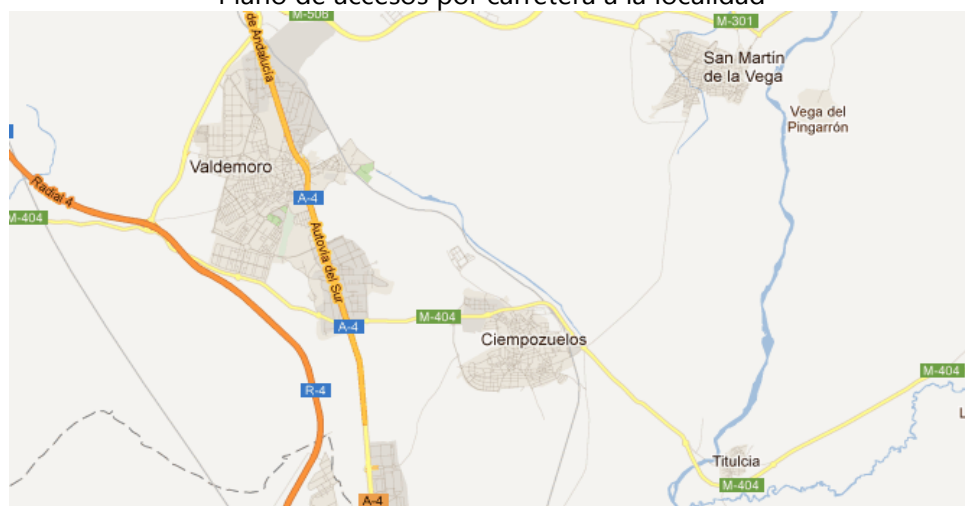 Plano de accesos por carretera a la localidad
M-506
M-301
de Andalucía
San Martín
de la Vega
Vega del
Pingarrón
Valdemoro
Radial 4
A-4
M-404
Autovía del Sur
M-404
A-4
Ciempozuelos
M-404
R-4
L
Titulcia
M-404
A-4